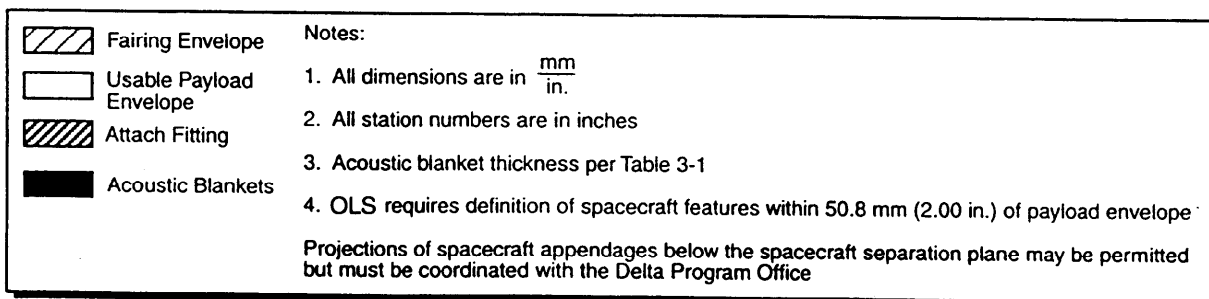 Fairing Envelope
Usable Payload
Envelope
Attach Fitting
Acoustic Blankets
Notes:
1. All dimensions are in mm
in.
2. All station numbers are in inches
3. Acoustic blanket thickness per Table 3-1
4. OLS requires definition of spacecraft features within 50.8 mm (2.00 in.) of payload envelope
Projections of spacecraft appendages below the spacecraft separation plane may be permitted
but must be coordinated with the Delta Program Office